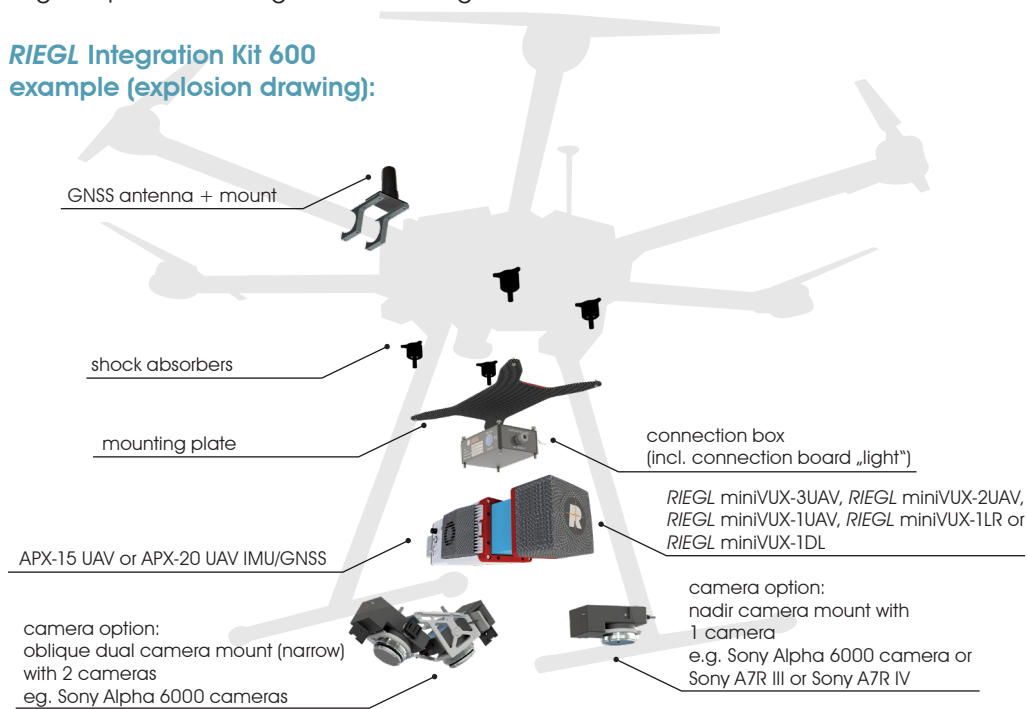 RIEGL Integration Kit 600
example (explosion drawing):
GNSS antenna + mount
shock absorbers
mounting plate
connection box
(incl. connection board „light“)
RIEGL miniVUX-3UAV, RIEGL miniVUX-2UAV,
RIEGL miniVUX-1UAV, RIEGL miniVUX-1LR or
RIEGL miniVUX-1DL
APX-15 UAV or APX-20 UAV IMU/GNSS
camera option:
oblique dual camera mount (narrow)
with 2 cameras
eg. Sony Alpha 6000 cameras
camera option:
nadir camera mount with
1 camera
e.g. Sony Alpha 6000 camera or
Sony A7R III or Sony A7R IV